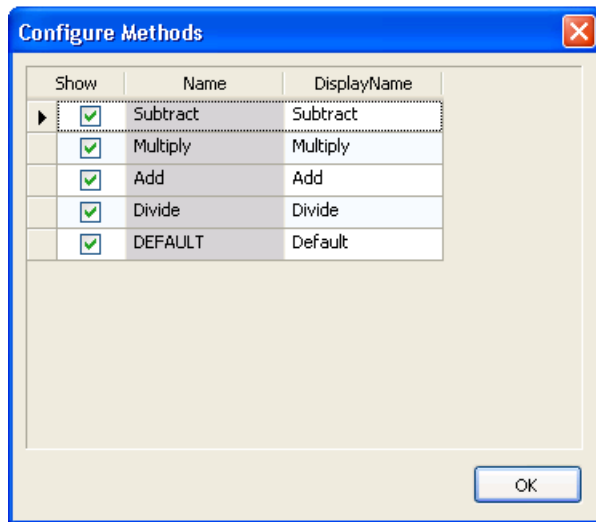 Configure Methods
Show Name DisplayName
Subtract Subtract
Multiply Multiply
Add Add
Divide Divide
DEFAULT Default
OK